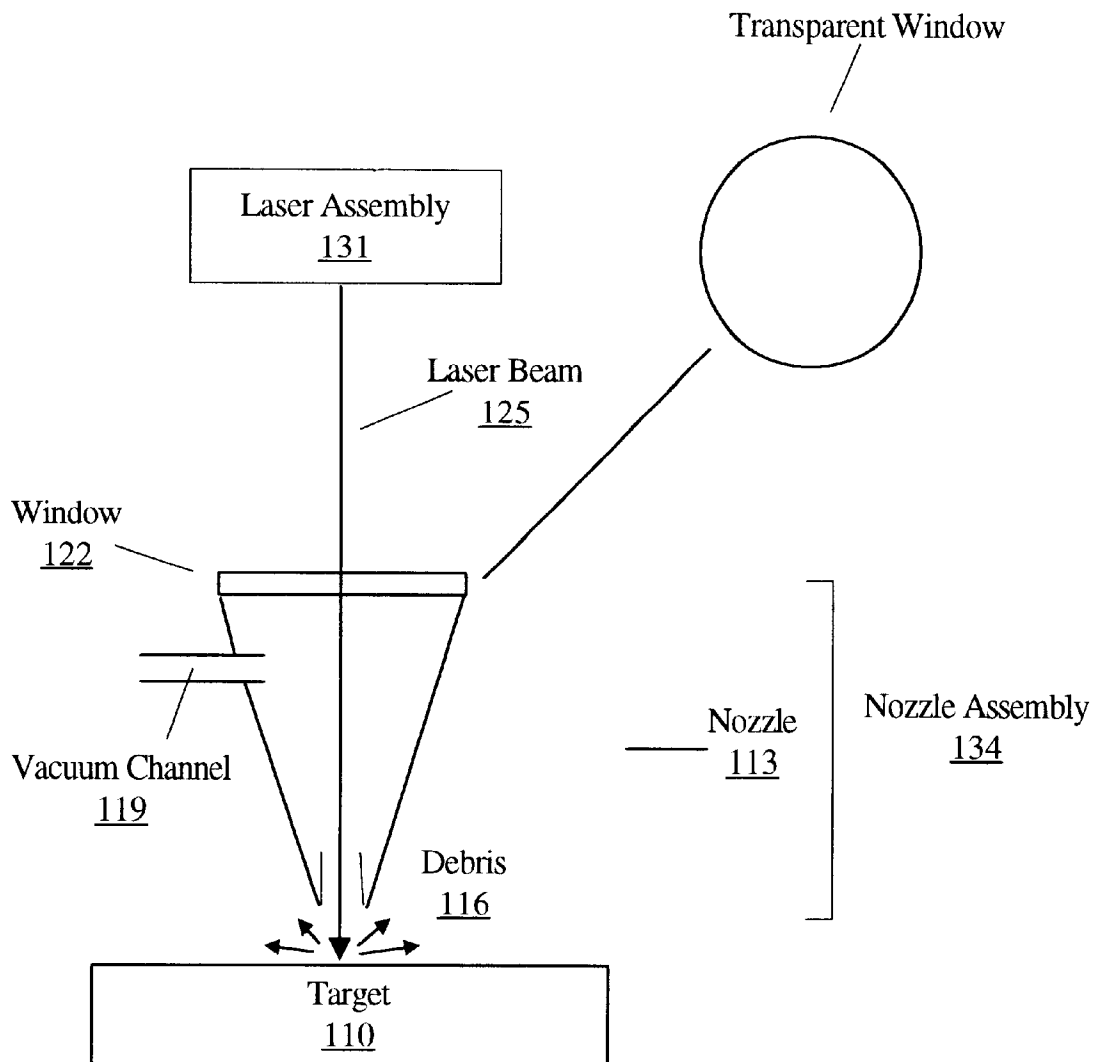 Transparent Window
Laser Assembly
131
Laser Beam
125
Window
122
Nozzle
113
Nozzle Assembly
134
Vacuum Channel
119
Debris
116
Target
110